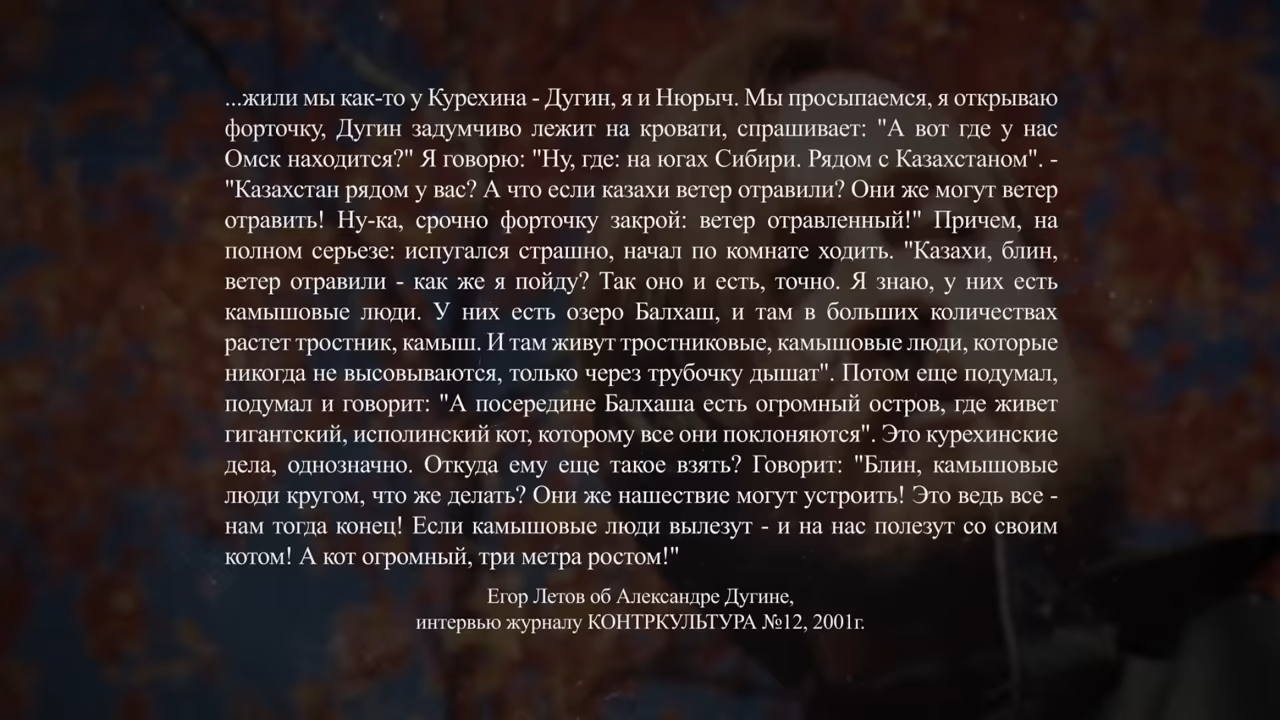 ...жили мы как-то у Курехина - Дугин, я и Нюрыч. Мы просыпаемся, я открываю
форточку, Дугин задумчиво лежит на кровати, спрашивает: "А вот где у нас
Омск находится?" Я говорю: "Ну, где: на югах Сибири. Рядом с Казахстаном". -
"Казахстан рядом у вас? А что если казахи ветер отравили? Они же могут ветер
отравить! Ну-ка, срочно форточку закрой: ветер отравленный!" Причем, на
полном серьезе: испугался страшно, начал по комнате ходить. "Казахи, блин,
ветер отравили - как же я пойду? Так оно и есть, точно. Я знаю, у них есть
камышовые люди. У них есть озеро Балхаш, и там в больших количествах
растет тростник, камыш. И там живут тростниковые, камышовые люди, которые
никогда не высовываются, только через трубочку дышат". Потом еще подумал,
подумал и говорит: "А посередине Балхаша есть огромный остров, где живет
гигантский, исполинский кот, которому все они поклоняются". Это курехинские
дела, однозначно. Откуда ему еще такое взять? Говорит: "Блин, камышовые
люди кругом, что же делать? Они же нашествие могут устроить! Это ведь все -
нам тогда конец! Если камышовые люди вылезут - и на нас полезут со своим
котом! А кот огромный, три метра ростом!"
Егор Летов об Александре Дугине,
интервью журналу КОНТРКУЛЬТУРА №12, 2001г.